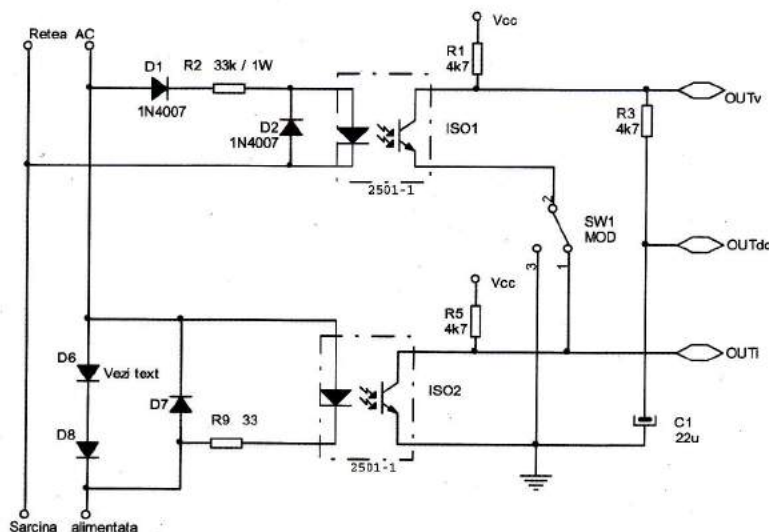 Retea AC
Vcc
D1
R2 33k / 1W
R1
4k7
1N4007
D2
1N4007
ISO1
R3
4k7
OUTv
2501-1
2
SW1
MOD
3
1
OUTdc
Vcc
R5
4k7
D6
Vezi text
OUTi
D7
ISO2
D8
R9 33
C1
22u
2501-1
Sarcina alimentata